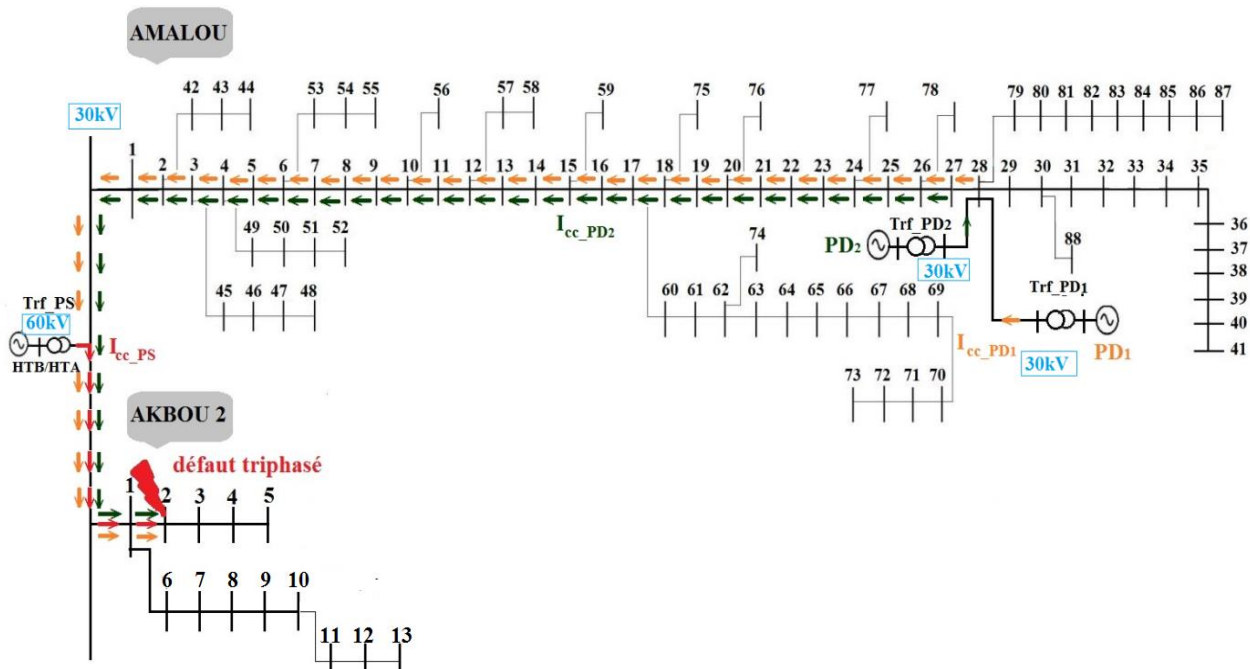 AMALOU
30kV
42 43 44
53 54 55
56
57 58
59
75
76
77
78
79 80 81 82 83 84 85 86 87
1
2 3 4 5 6 7 8 9 10 11 12 13 14 15 16 17 18 19 20 21 22 23 24 25 26 27 28 29 30 31 32 33 34 35
Icc_PD2
49 50 51 52
45 46 47 48
74
60 61 62 63 64 65 66 67 68 69
73 72 71 70
PD2
Trf_PD2
30kV
88
Trf_PD1
Icc_PD1
PD1
30kV
36
37
38
39
40
41
Trf_PS
60kV
HTB/HTA
Icc_PS
AKBOU 2
défaut triphasé
1
2 3 4 5
6 7 8 9 10
11 12 13